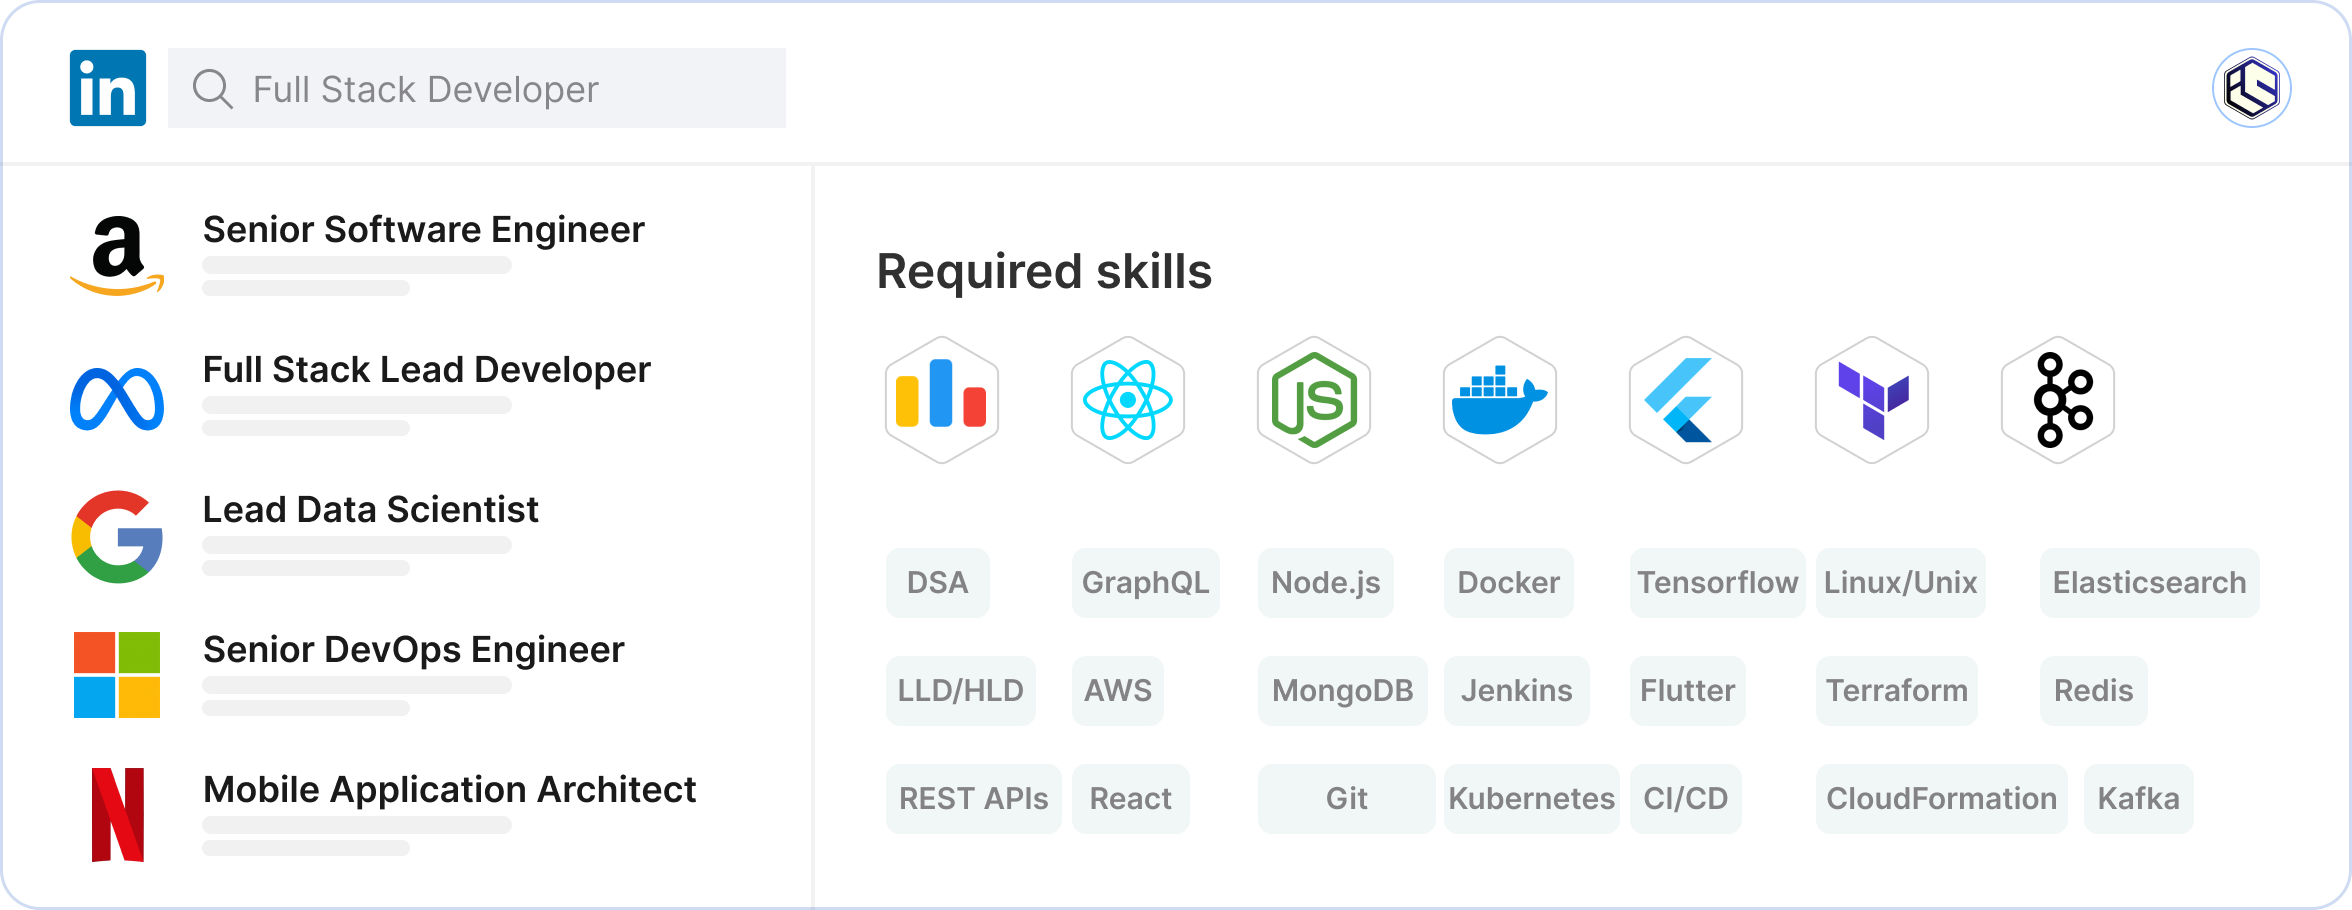 in
Full Stack Developer
Senior Software Engineer
Full Stack Lead Developer
Lead Data Scientist
Senior DevOps Engineer
Mobile Application Architect
Required skills
DSA GraphQL Node.js Docker Tensorflow Linux/Unix Elasticsearch
LLD/HLD AWS MongoDB Jenkins Flutter Terraform Redis
REST APIs React Git Kubernetes CI/CD CloudFormation Kafka